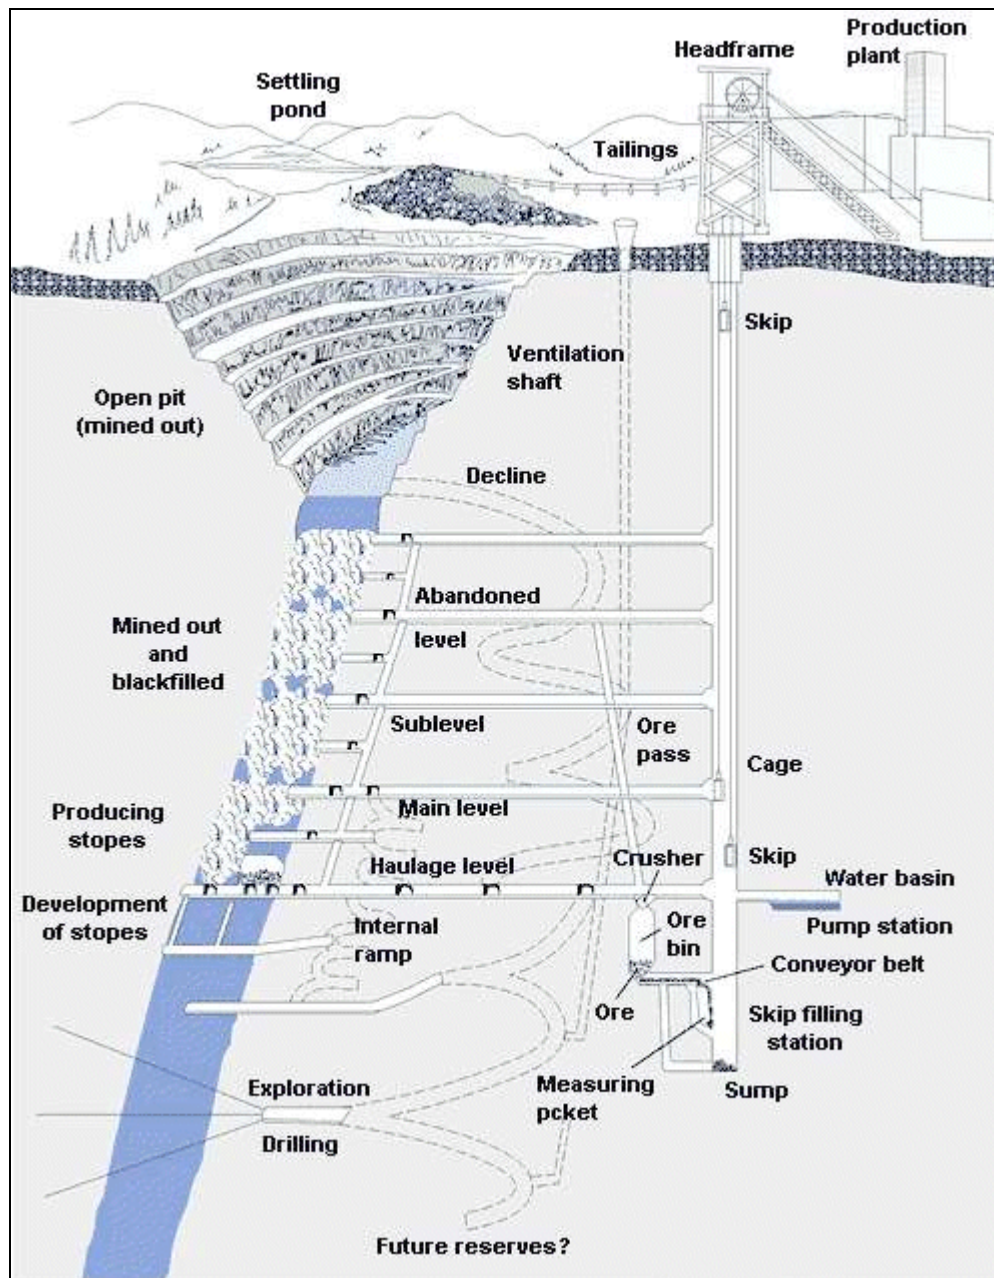 Production
plant
Headframe
Settling
pond
Tailings
Skip
Ventilation
shaft
Open pit
(mined out)
Decline
Abandoned
level
Mined out
and
blackfilled
Sublevel
Ore
pass
Cage
Main level
Producing
stopes
Crusher
Skip
Haulage level
Water basin
Development
of stopes
Pump station
Internal
ramp
Ore
bin
Conveyor belt
Ore
Skip filling
station
Measuring
pcket
Sump
Exploration
Drilling
Future reserves?